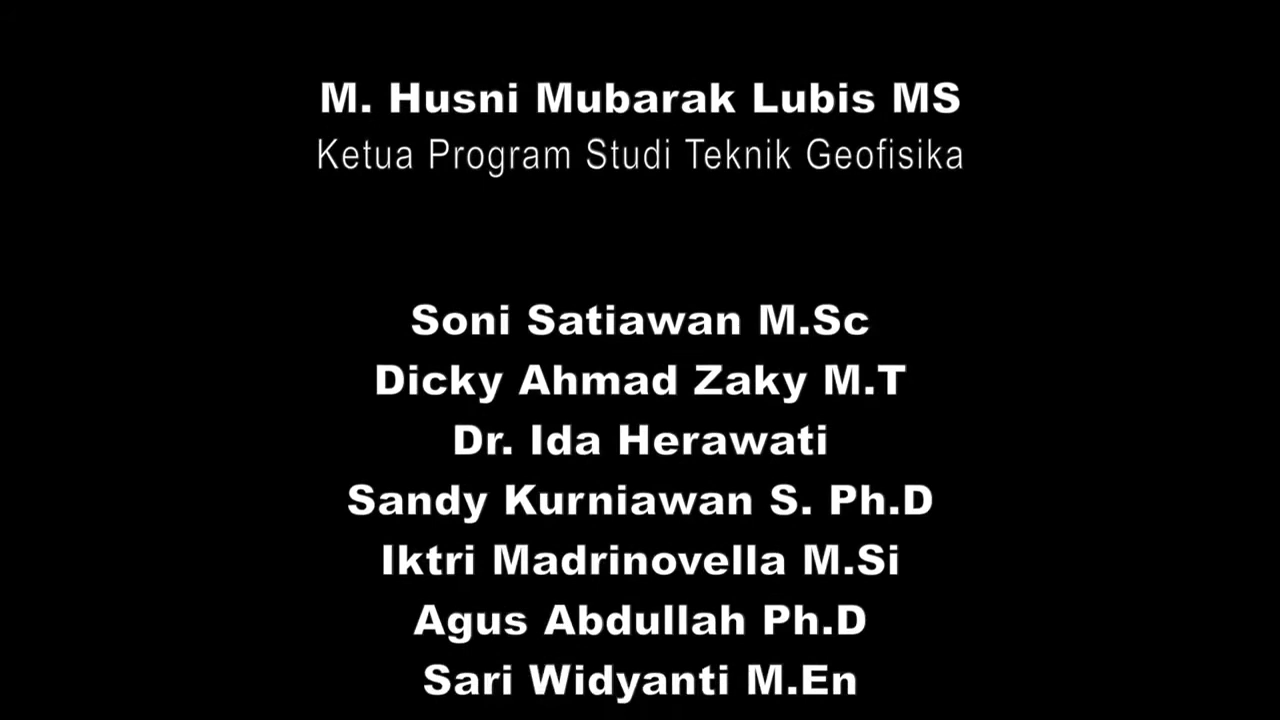 M. Husni Mubarak Lubis MS
Ketua Program Studi Teknik Geofisika
Soni Satiawan M.Sc
Dicky Ahmad Zaky M.T
Dr. Ida Herawati
Sandy Kurniawan S. Ph.D
Iktri Madrinovella M.Si
Agus Abdullah Ph.D
Sari Widyanti M.En